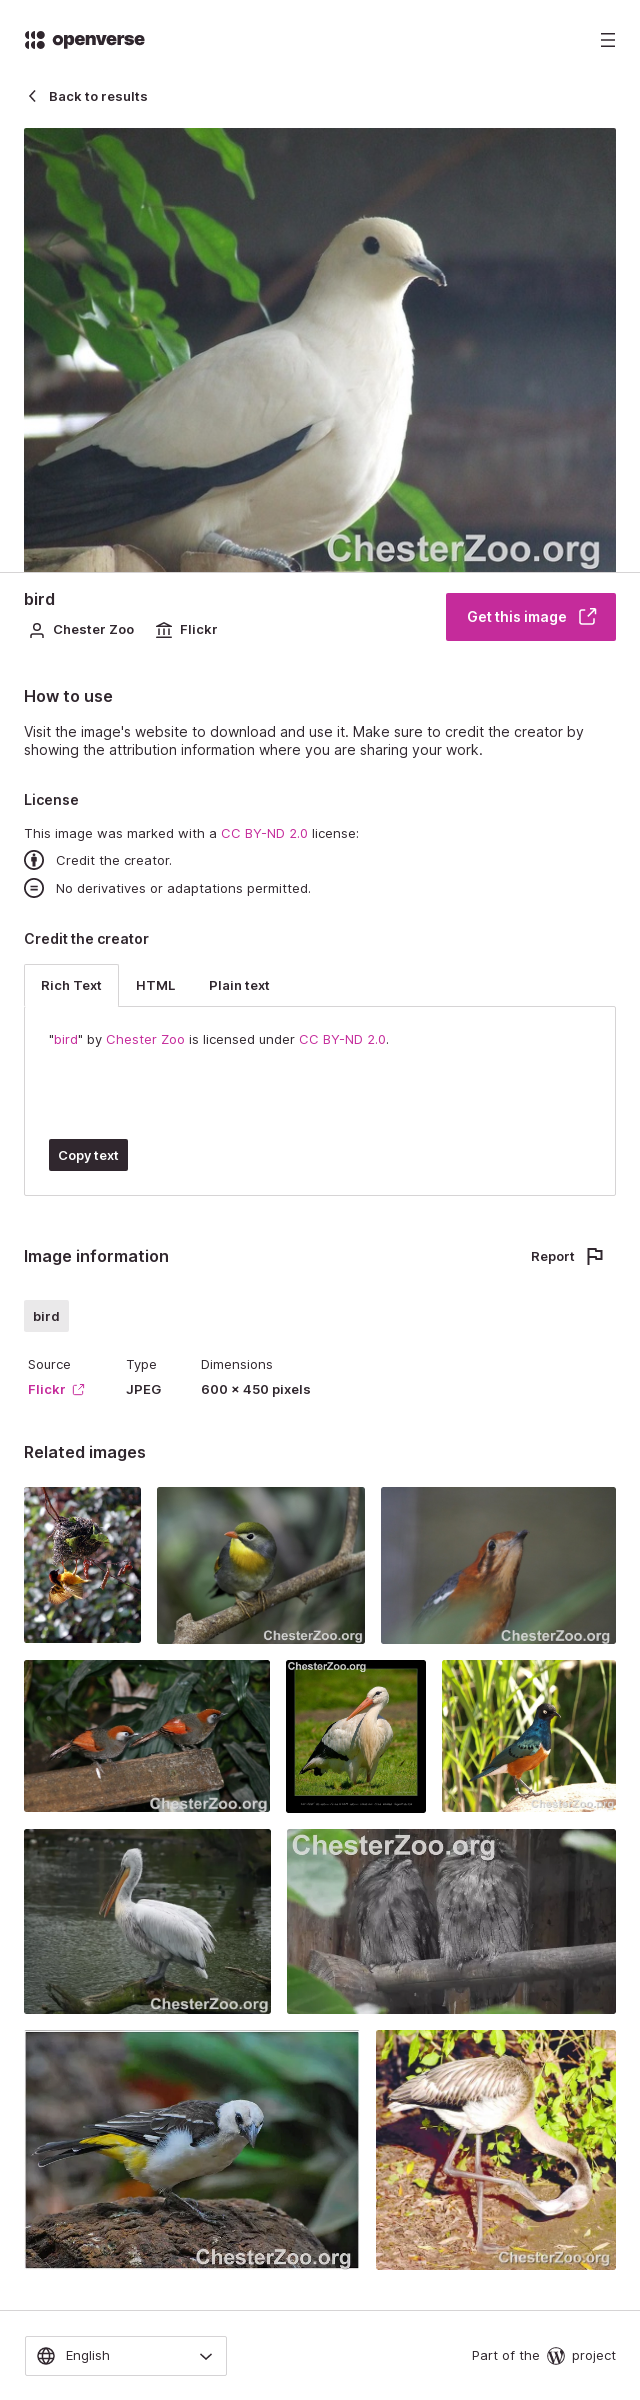 openverse
Back to results
ChesterZoo.org
bird
Chester Zoo
Flickr
Get this image
How to use
Visit the image's website to download and use it. Make sure to credit the creator by
showing the attribution information where you are sharing your work.
License
This image was marked with a CC BY-ND 2.0 license:
Credit the creator.
No derivatives or adaptations permitted.
Credit the creator
Rich Text
HTML
Plain text
"bird" by Chester Zoo is licensed under CC BY-ND 2.0.
Copy text
Image information
Report
bird
Source
Type
Dimensions
Flickr
JPEG
600 × 450 pixels
Related images
ChesterZoo.org
ChesterZoo.org
ChesterZoo.org
ChesterZoo.org
ChesterZoo.org
ChesterZoo.org
ChesterZoo.org
ChesterZoo.org
ChesterZoo.org
English
Part of the
project